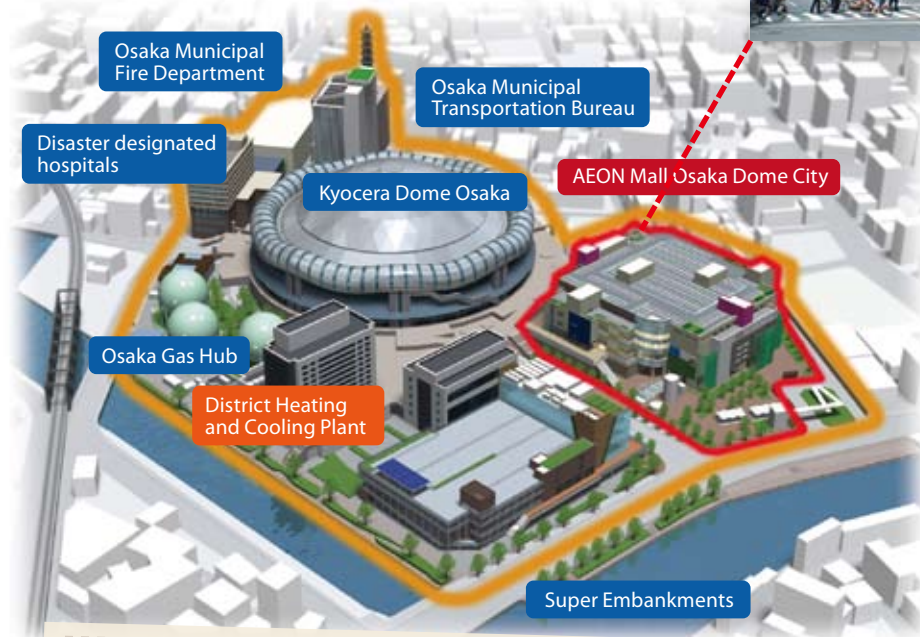 Osaka Municipal
Fire Department
Osaka Municipal
Transportation Bureau
Disaster designated
hospitals
AEON Mall Osaka Dome City
Kyocera Dome Osaka
Osaka Gas Hub
District Heating
and Cooling Plant
Super Embankments